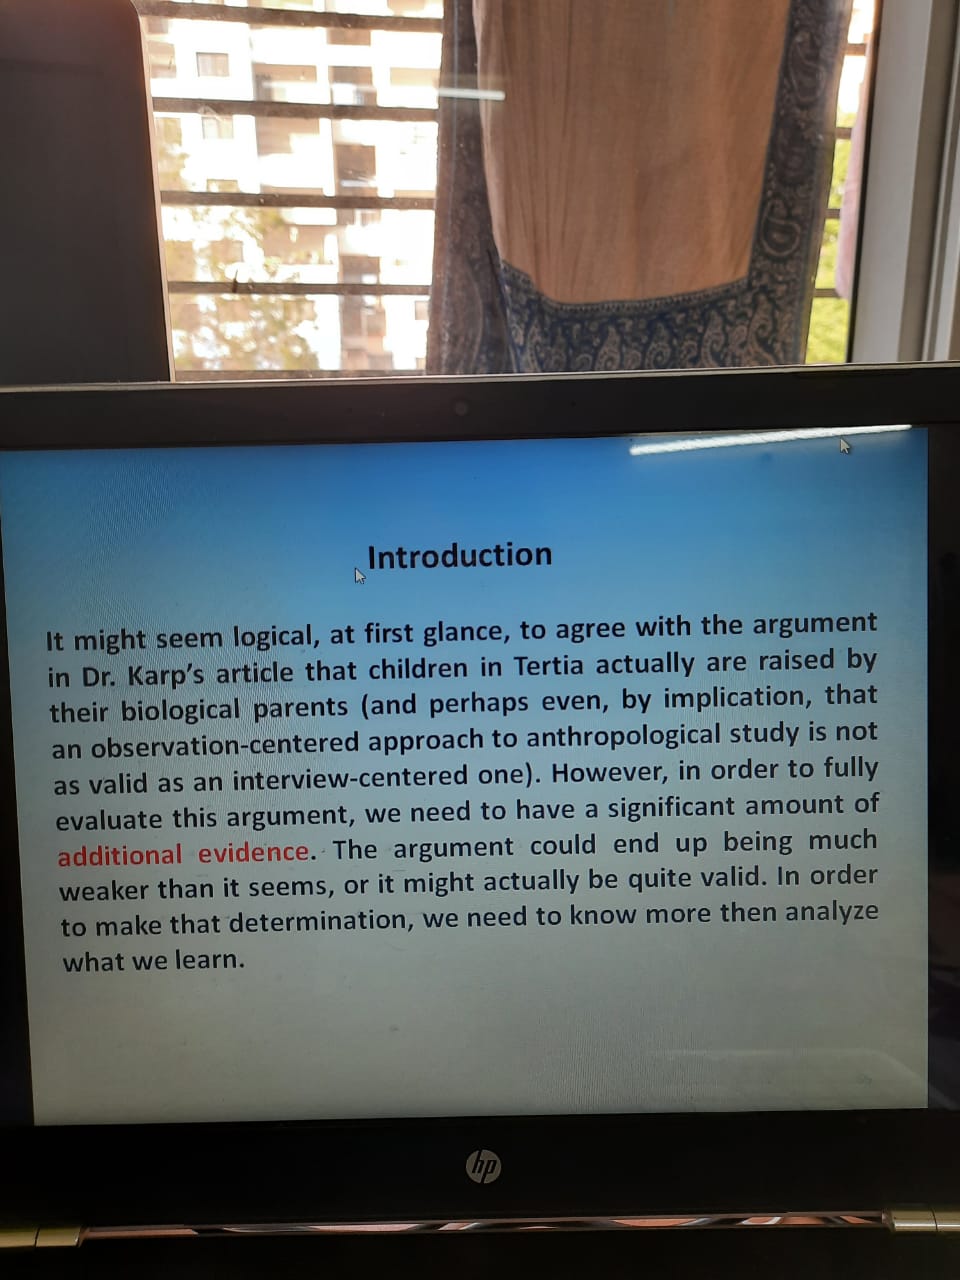 Introduction
It might seem logical, at first glance, to agree with the argument
in Dr. Karp's article that children in Tertia actually are raised by
their biological parents (and perhaps even, by implication, that
an observation-centered approach to anthropological study is not
as valid as an interview-centered one). However, in order to fully
evaluate this argument, we need to have a significant amount of
additional evidence. The argument could end up being much
weaker than it seems, or it might actually be quite valid. In order
to make that determination, we need to know more then analyze
what we learn.
hp